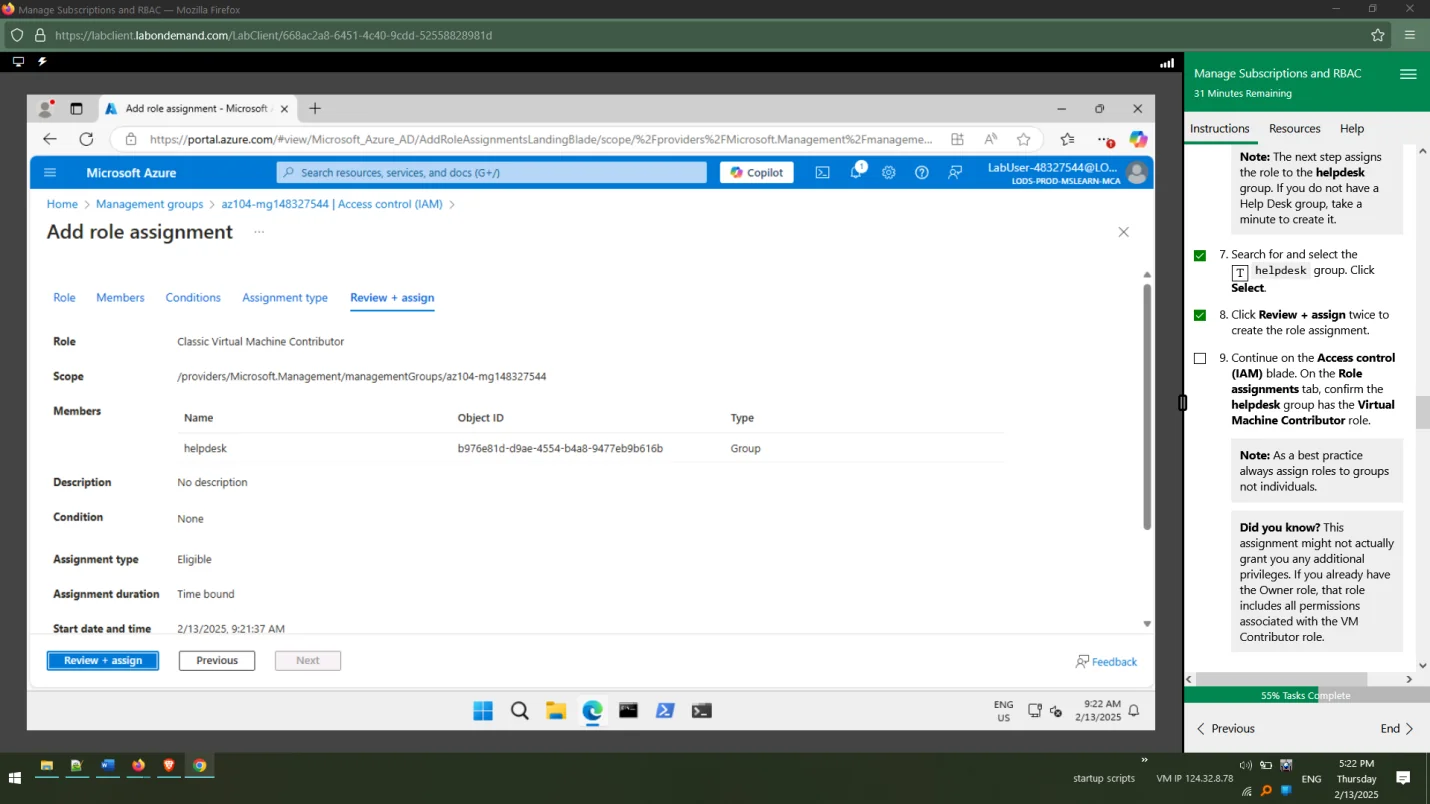 Manage Subscriptions and RBAC — Mozilla Firefox
https://labclient.labondemand.com/LabClient/668ac2a8-6451-4c40-9cdd-52558828981d
Add role assignment - Microsoft
https://portal.azure.com/#view/Microsoft_Azure_AD/AddRoleAssignmentsLandingBlade/scope/%2Fproviders%2FMicrosoft.Management%2Fmanageme...
Microsoft Azure
Search resources, services, and docs (G+/)
Copilot
1
LabUser-48327544@LO...
LODS-PROD-MSLEARN-MCA
Home > Management groups > az104-mg148327544 | Access control (IAM) >
Add role assignment ...
Role Members Conditions Assignment type Review + assign
Role Classic Virtual Machine Contributor
Scope /providers/Microsoft.Management/managementGroups/az104-mg148327544
Members
Name Object ID Type
helpdesk b976e81d-d9ae-4554-b4a8-9477eb9b616b Group
Description No description
Condition None
Assignment type Eligible
Assignment duration Time bound
Start date and time 2/13/2025, 9:21:37 AM
Review + assign Previous Next Feedback
ENG
US
9:22 AM
2/13/2025
Manage Subscriptions and RBAC
31 Minutes Remaining
Instructions Resources Help
Note: The next step assigns
the role to the helpdesk
group. If you do not have a
Help Desk group, take a
minute to create it.
7. Search for and select the
T helpdesk group. Click
Select.
8. Click Review + assign twice to
create the role assignment.
9. Continue on the Access control
(IAM) blade. On the Role
assignments tab, confirm the
helpdesk group has the Virtual
Machine Contributor role.
Note: As a best practice
always assign roles to groups
not individuals.
Did you know? This
assignment might not actually
grant you any additional
privileges. If you already have
the Owner role, that role
includes all permissions
associated with the VM
Contributor role.
55% Tasks Complete
Previous End
startup scripts
VM IP 124.32.8.78
ENG
5:22 PM
Thursday
2/13/2025